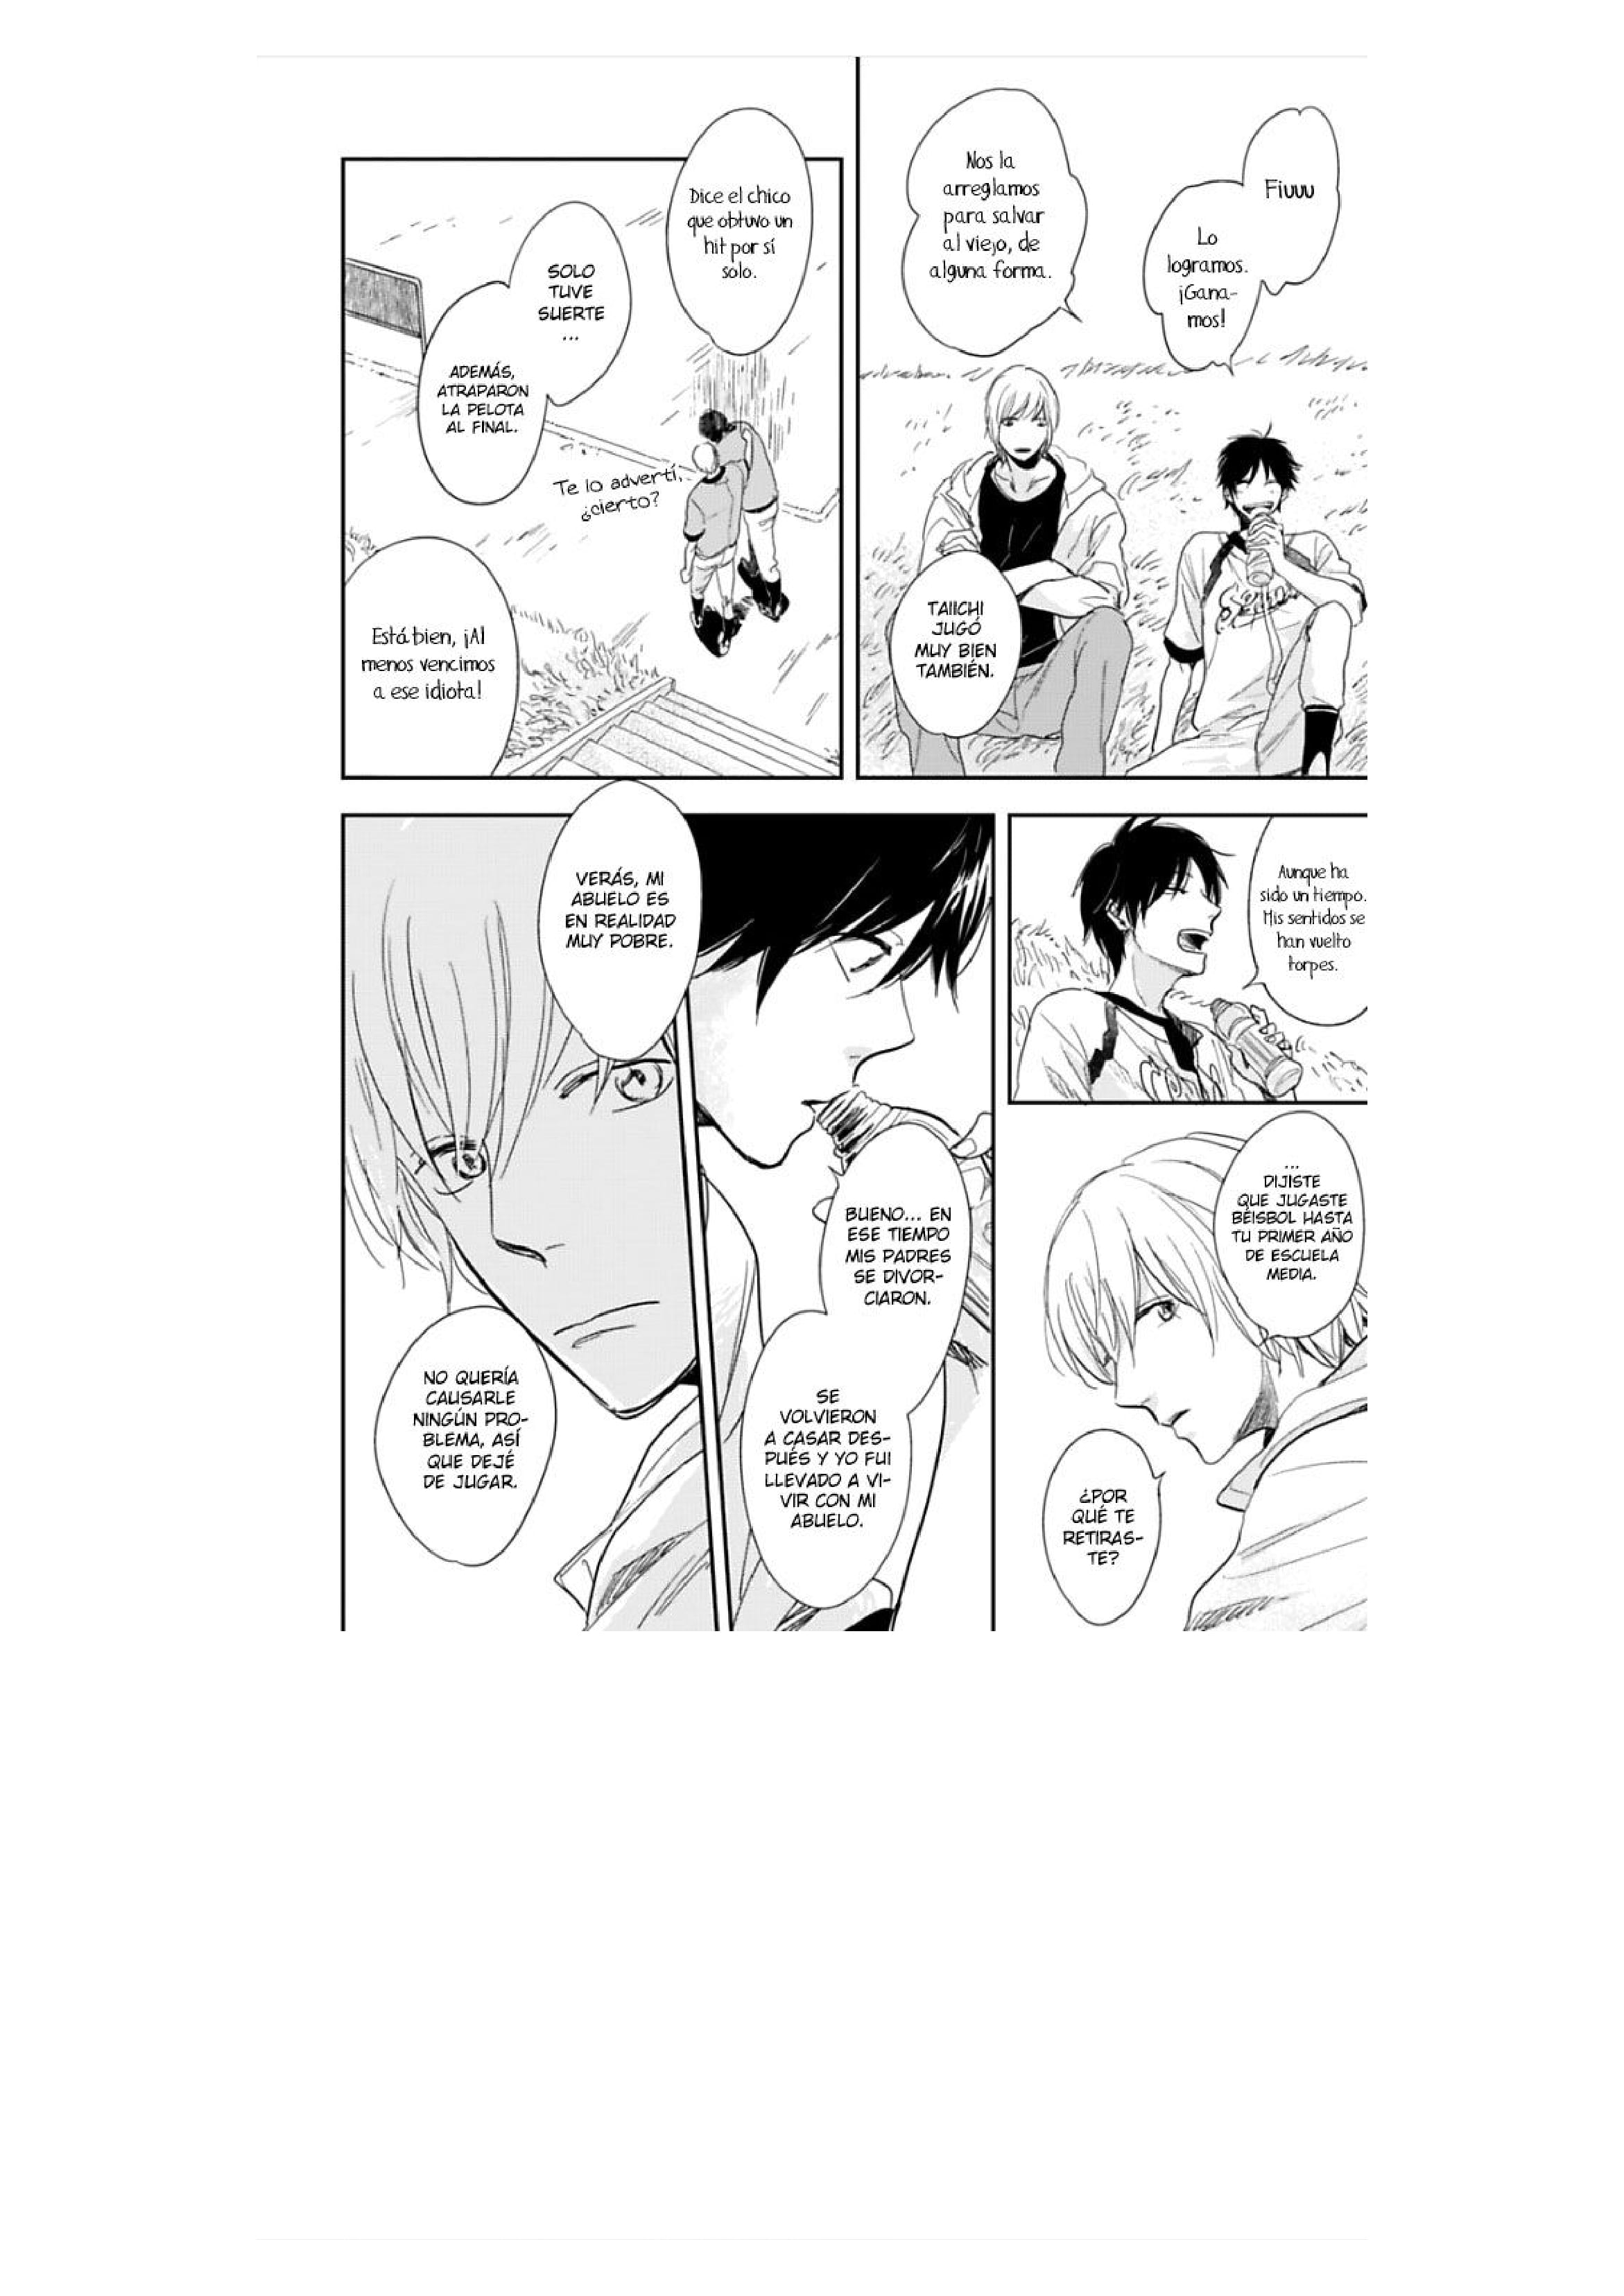 Fiuuu
Lo
logramos.
¡Gana-
mos!
Nos la
arreglamos
para salvar
al viejo, de
alguna forma.
TAIICHI
JUGÓ
MUY BIEN
TAMBIÉN.
Dice el chico
que obtuvo un
hit por sí
solo.
SOLO
TUVE
SUERTE
...
ADEMÁS,
ATRAPARON
LA PELOTA
AL FINAL.
Te lo advertí,
¿cierto?
Está bien, ¡Al
menos vencimos
a ese idiota!
Aunque ha
sido un tiempo.
Mis sentidos se
han vuelto
torpes.
...
DIJISTE
QUE JUGASTE
BÉISBOL HASTA
TU PRIMER AÑO
DE ESCUELA
MEDIA.
¿POR
QUÉ TE
RETIRAS-
TE?
BUENO... EN
ESE TIEMPO
MIS PADRES
SE DIVOR-
CIARON.
SE
VOLVIERON
A CASAR DES-
PUÉS Y YO FUI
LLEVADO A VI-
VIR CON MI
ABUELO.
VERÁS, MI
ABUELO ES
EN REALIDAD
MUY POBRE.
NO QUERÍA
CAUSARLE
NINGÚN PRO-
BLEMA, ASÍ
QUE DEJÉ
DE JUGAR.